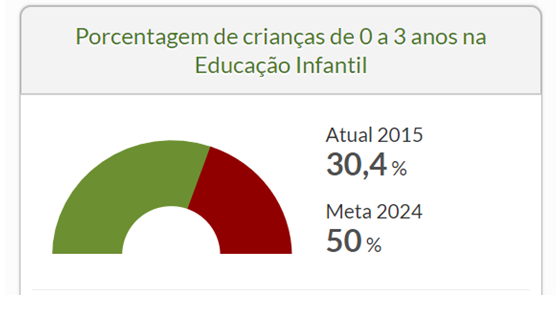 Porcentagem de crianças de 0 a 3 anos na
Educação Infantil
Atual 2015
30,4 %
Meta 2024
50 %